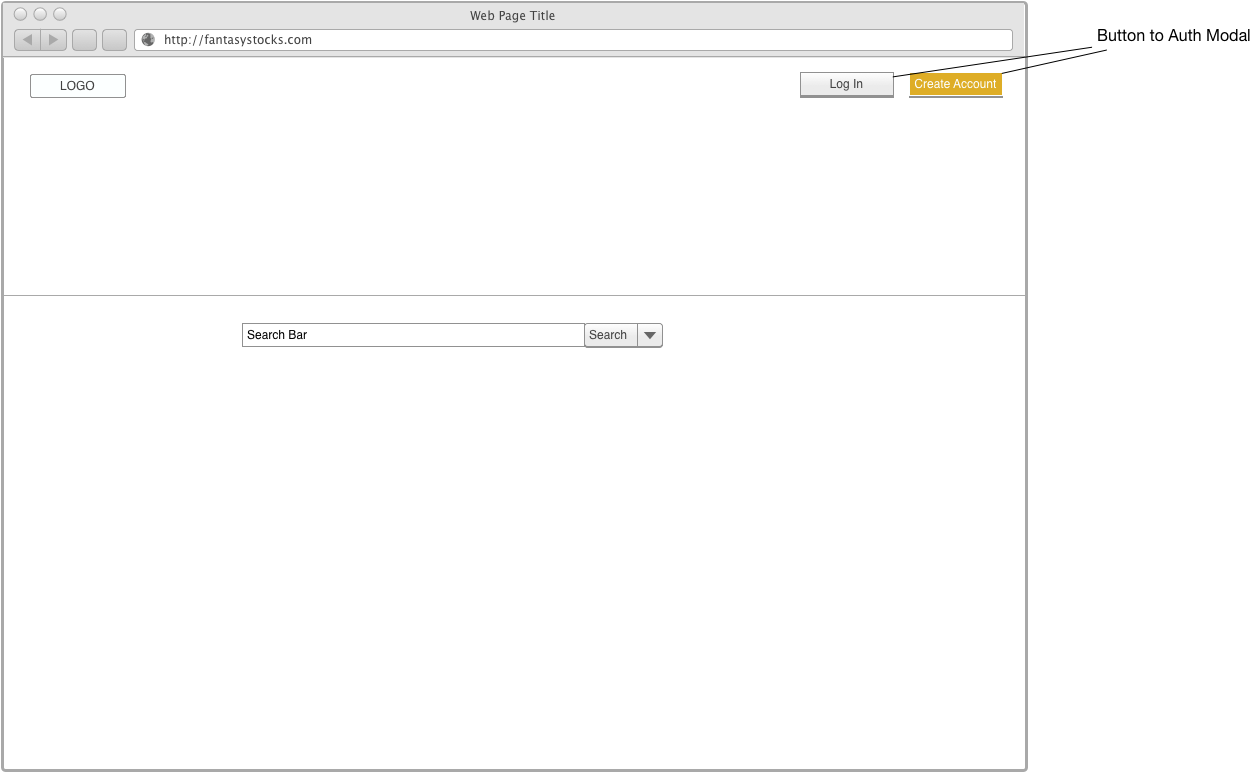 Web Page Title
http://fantasystocks.com
Button to Auth Modal
LOGO
Log In
Create Account
Search Bar
Search